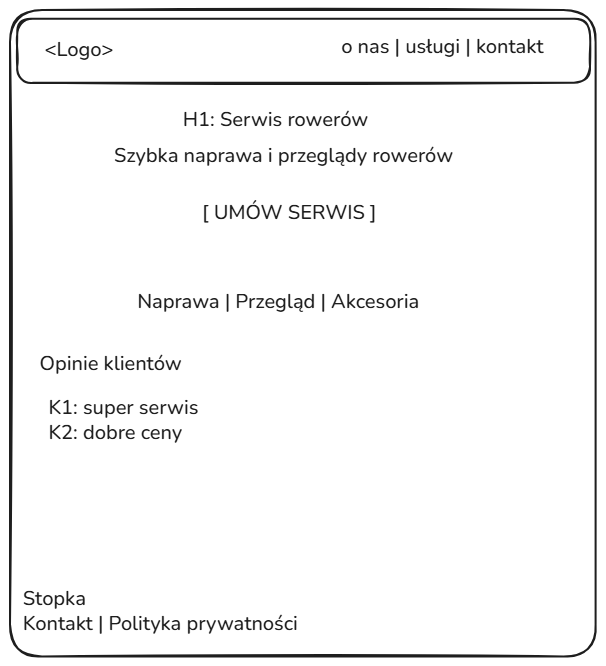 <Logo>
o nas | usługi | kontakt
H1: Serwis rowerów
Szybka naprawa i przeglądy rowerów
[ UMÓW SERWIS ]
Naprawa | Przegląd | Akcesoria
Opinie klientów
K1: super serwis
K2: dobre ceny
Stopka
Kontakt | Polityka prywatności